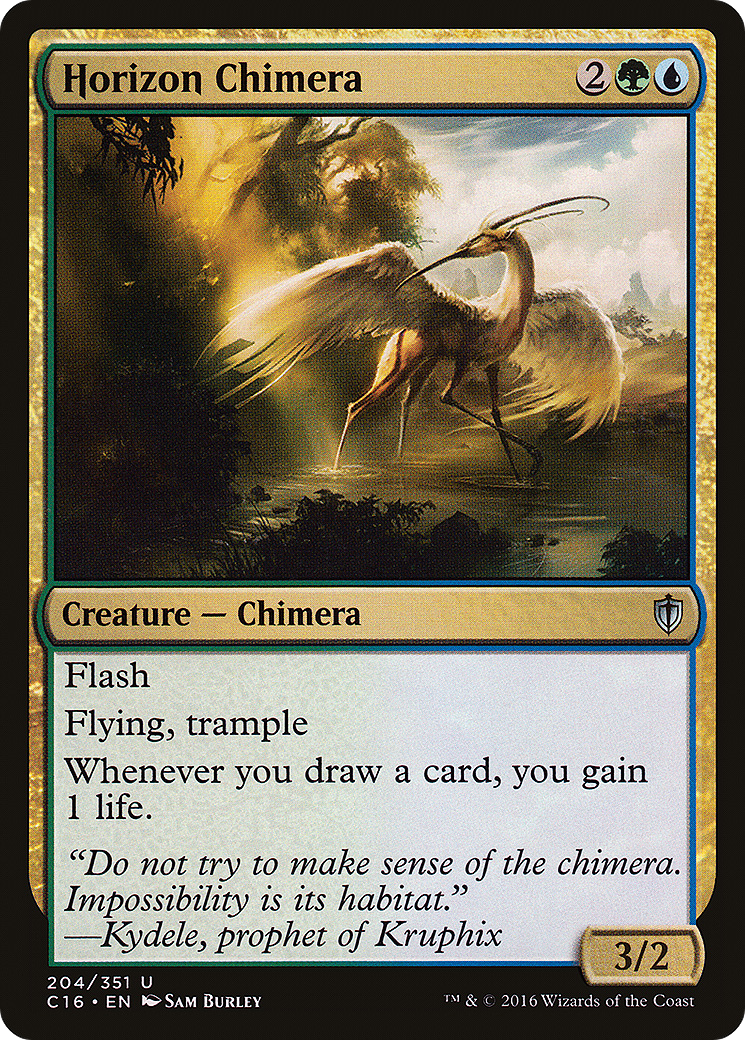 Horizon Chimera 2
Creature — Chimera
Flash
Flying, trample
Whenever you draw a card, you gain
1 life.
“Do not try to make sense of the chimera.
Impossibility is its habitat.”
—Kydele, prophet of Kruphix
3/2
204/351 U
C16 • EN Sam Burley
™ & © 2016 Wizards of the Coast